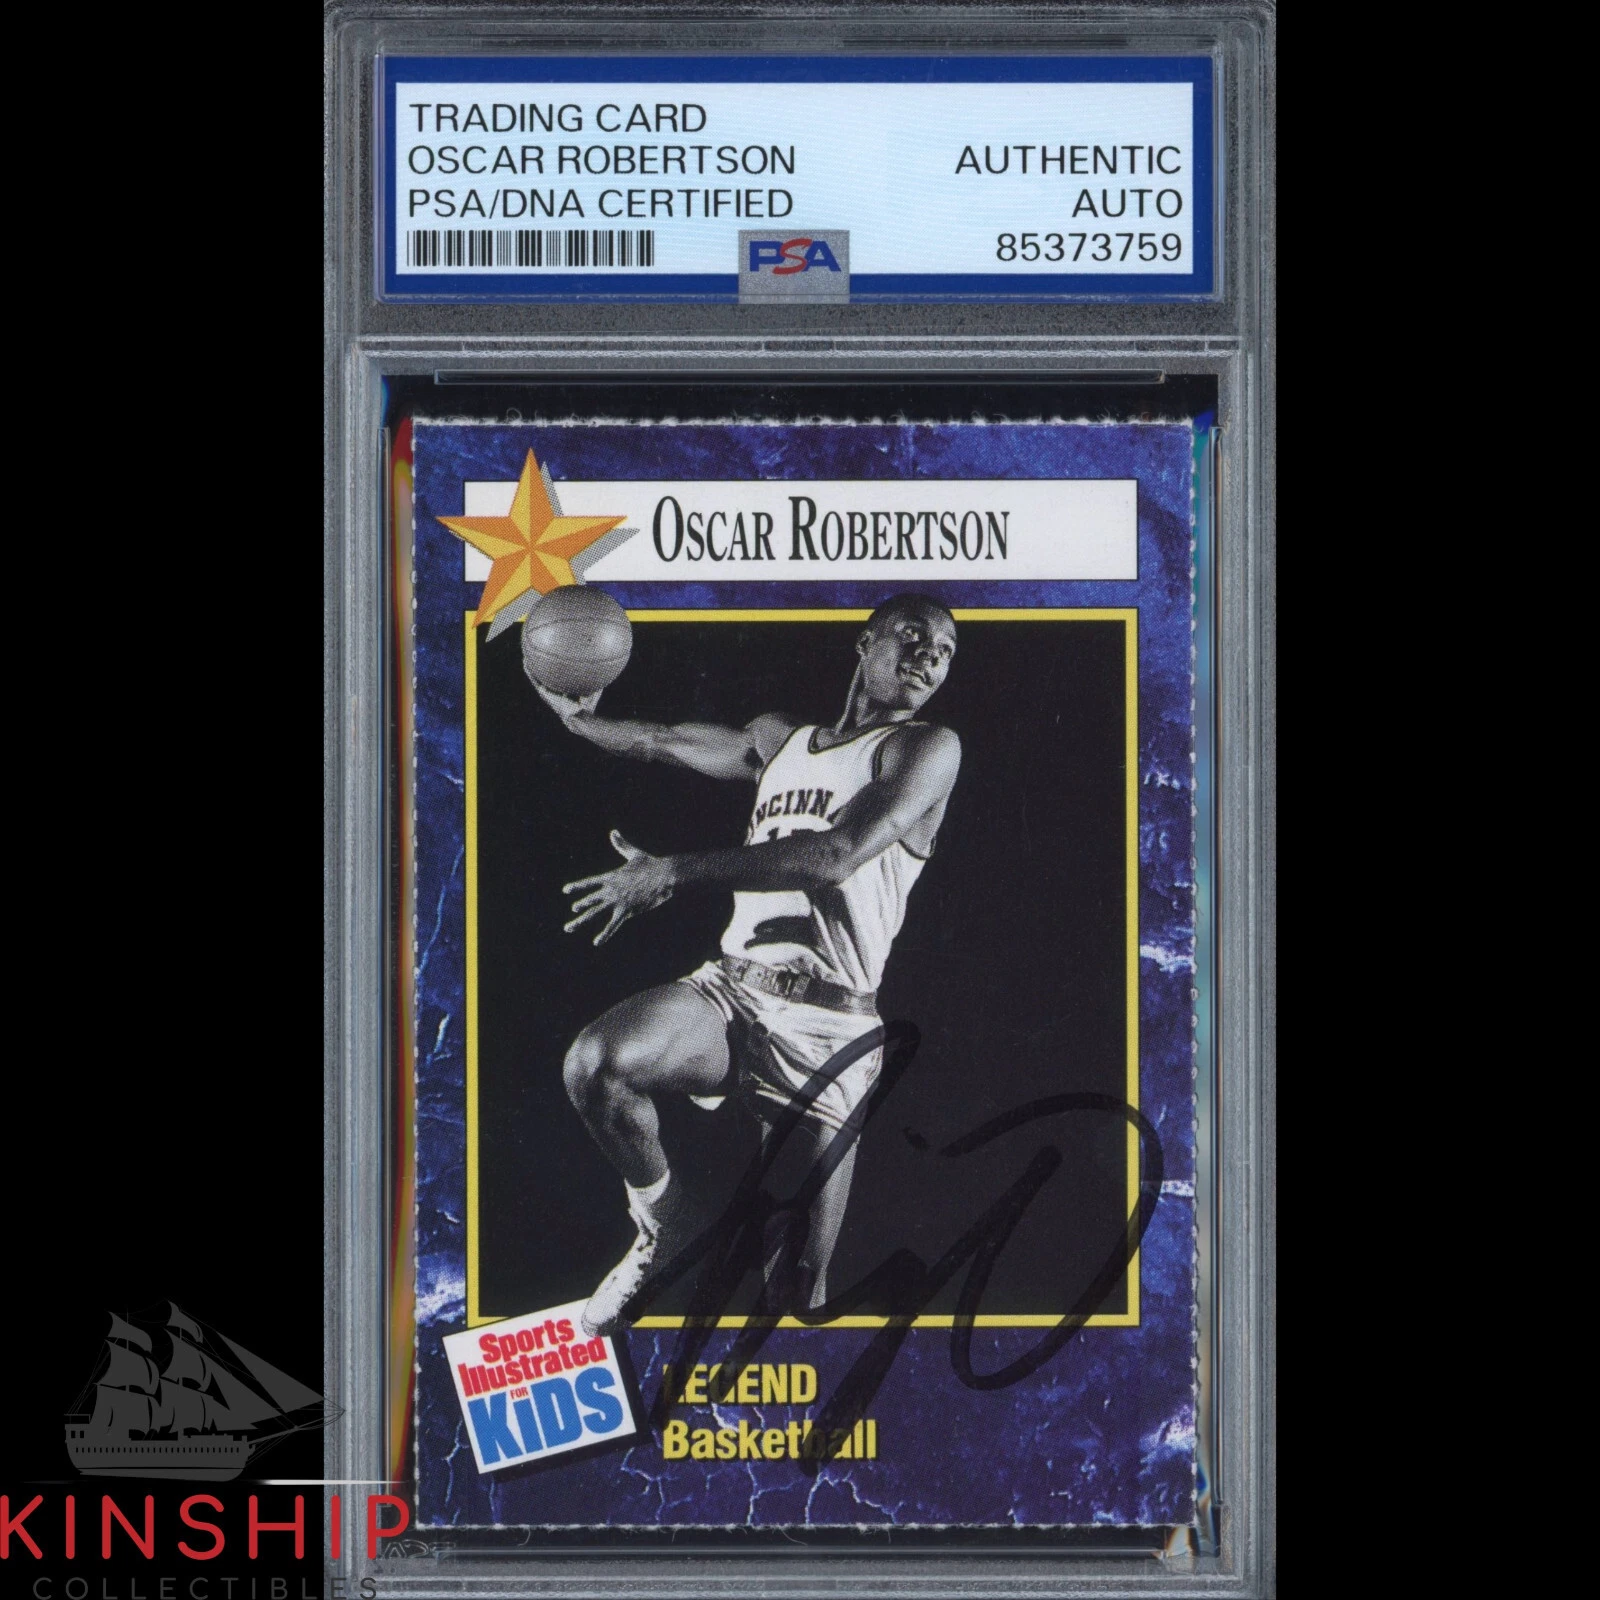 TRADING CARD
OSCAR ROBERTSON
PSA/DNA CERTIFIED
AUTHENTIC
AUTO
85373759
PSA
OSCAR ROBERTSON
Sports
Illustrated
FOR
KiDS
LEGEND
Basketball
KINSHIP
COLLECTIBLES